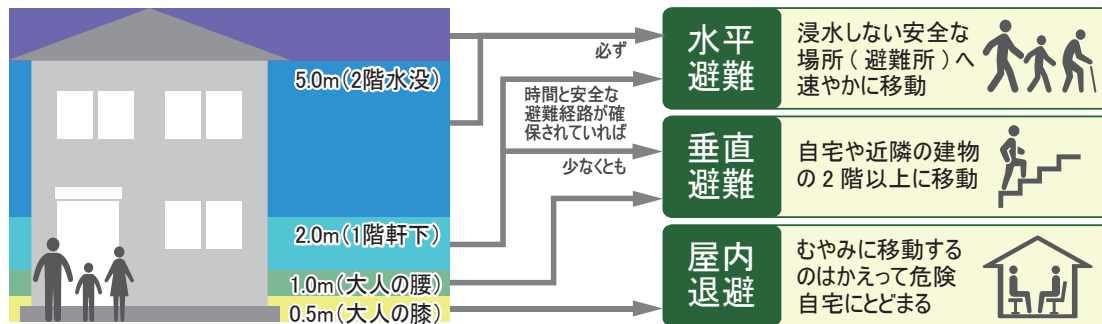 5.0m(2階水没)
2.0m(1階軒下)
1.0m(大人の腰)
0.5m(大人の膝)
必ず
時間と安全な
避難経路が確
保されていれば
少なくとも
水平
避難
浸水しない安全な
場所(避難所)へ
速やかに移動
垂直
避難
自宅や近隣の建物
の2階以上に移動
屋内
退避
むやみに移動する
のはかえって危険
自宅にとどまる